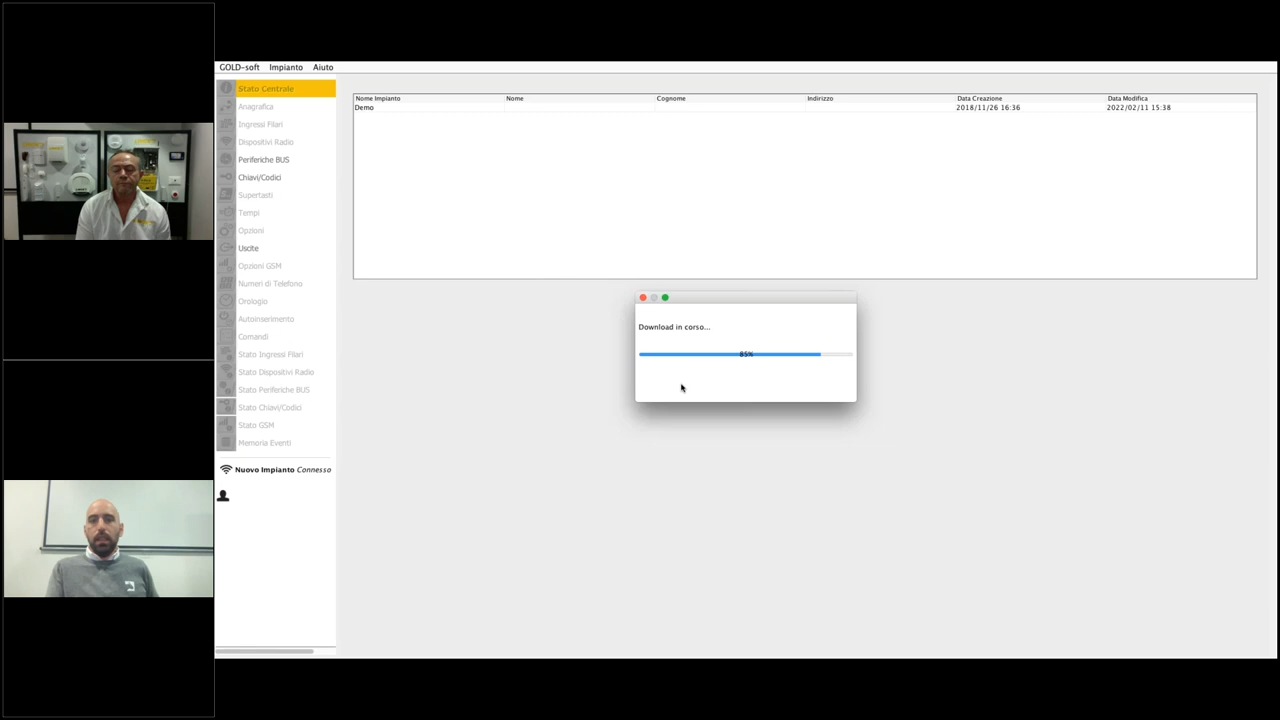 GOLD-soft Impianto Aiuto
Stato Centrale
Anagrafica
Ingressi Filari
Dispositivi Radio
Periferiche BUS
Chiavi/Codici
Supertasti
Tempi
Opzioni
Uscite
Opzioni GSM
Numeri di Telefono
Orologio
Autoinserimento
Comandi
Stato Ingressi Filari
Stato Dispositivi Radio
Stato Periferiche BUS
Stato Chiavi/Codici
Stato GSM
Memoria Eventi
Nuovo Impianto Connesso
Nome Impianto Nome Cognome Indirizzo Data Creazione Data Modifica
Demo 2018/11/26 16:36 2022/02/11 15:38
Download in corso...
85%